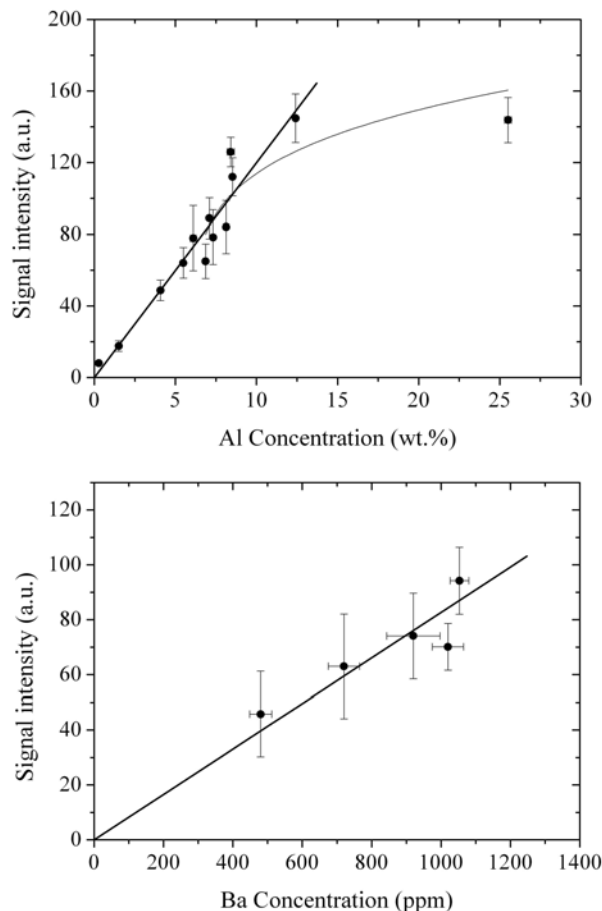 200
160
120
80
40
0
Signal intensity (a.u.)
0 5 10 15 20 25 30
Al Concentration (wt.%)
120
100
80
60
40
20
0
Signal intensity (a.u.)
0 200 400 600 800 1000 1200 1400
Ba Concentration (ppm)